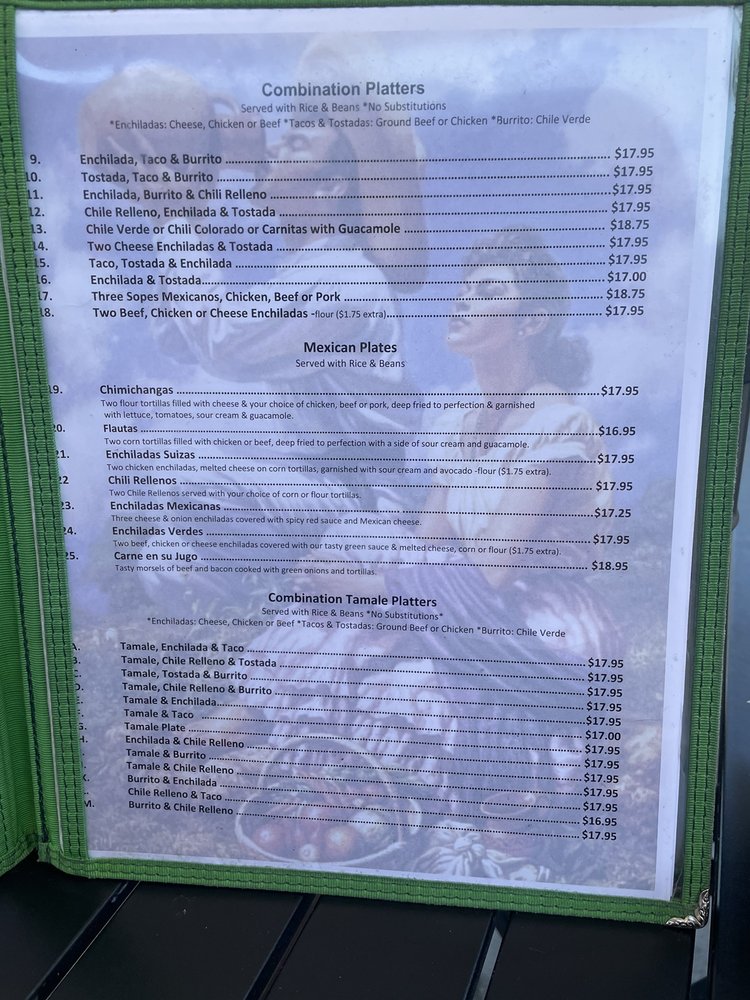 Combination Platters
Served with Rice & Beans *No Substitutions
*Enchiladas: Cheese, Chicken or Beef *Tacos & Tostadas: Ground Beef or Chicken *Burrito: Chile Verde
9. Enchilada, Taco & Burrito $17.95
10. Tostada, Taco & Burrito $17.95
11. Enchilada, Burrito & Chili Relleno $17.95
12. Chile Relleno, Enchilada & Tostada $17.95
13. Chile Verde or Chili Colorado or Carnitas with Guacamole $18.75
14. Two Cheese Enchiladas & Tostada $17.95
15. Taco, Tostada & Enchilada $17.95
16. Enchilada & Tostada $17.00
17. Three Sopes Mexicanos, Chicken, Beef or Pork $18.75
18. Two Beef, Chicken or Cheese Enchiladas -flour ($1.75 extra) $17.95
Mexican Plates
Served with Rice & Beans
19. Chimichangas $17.95
Two flour tortillas filled with cheese & your choice of chicken, beef or pork, deep fried to perfection & garnished
with lettuce, tomatoes, sour cream & guacamole.
20. Flautas $16.95
Two corn tortillas filled with chicken or beef, deep fried to perfection with a side of sour cream and guacamole.
21. Enchiladas Suizas $17.95
Two chicken enchiladas, melted cheese on corn tortillas, garnished with sour cream and avocado -flour ($1.75 extra).
22 Chili Rellenos $17.95
Two Chile Rellenos served with your choice of corn or flour tortillas.
23. Enchiladas Mexicanas $17.25
Three cheese & onion enchiladas covered with spicy red sauce and Mexican cheese.
24. Enchiladas Verdes $17.95
Two beef, chicken or cheese enchiladas covered with our tasty green sauce & melted cheese, corn or flour ($1.75 extra).
25. Carne en su Jugo $18.95
Tasty morsels of beef and bacon cooked with green onions and tortillas.
Combination Tamale Platters
Served with Rice & Beans *No Substitutions*
*Enchiladas: Cheese, Chicken or Beef *Tacos & Tostadas: Ground Beef or Chicken *Burrito: Chile Verde
A. Tamale, Enchilada & Taco $17.95
Tamale, Chile Relleno & Tostada $17.95
Tamale, Tostada & Burrito $17.95
D. Tamale, Chile Relleno & Burrito $17.95
Tamale & Enchilada $17.95
Tamale & Taco $17.00
G. Tamale Plate $17.95
H. Enchilada & Chile Relleno $17.95
Tamale & Burrito $17.95
Tamale & Chile Relleno $17.95
K. Burrito & Enchilada $17.95
Chile Relleno & Taco $16.95
M. Burrito & Chile Relleno $17.95